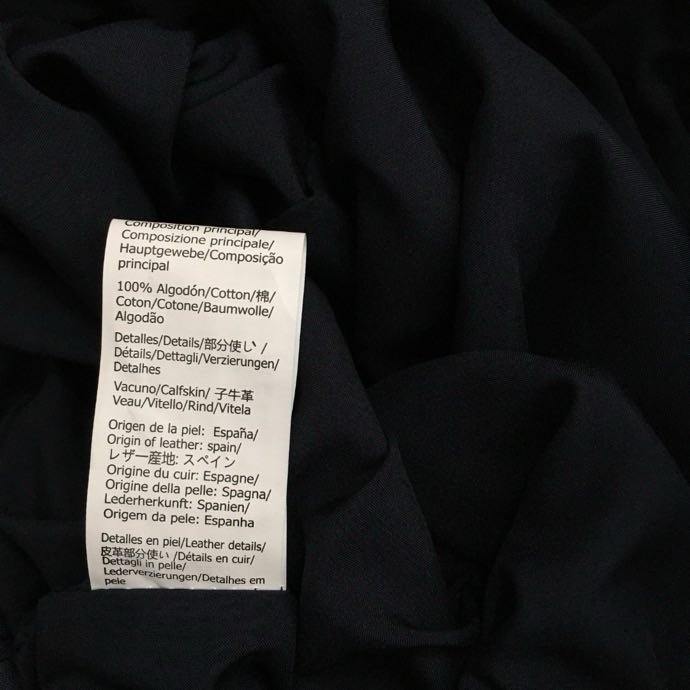 Composition principal/
Composizione principale/
Hauptgewebe/Composição
principal
100% Algodón/Cotton/棉/
Coton/Cotone/Baumwolle/
Algodão
Detalles/Details/部分使い /
Détails/Dettagli/Verzierungen/
Detalhes
Vacuno/Calfskin/ 子牛革
Veau/Vitello/Rind/Vitela
Origen de la piel: España/
Origin of leather: spain/
レザー産地: スペイン
Origine du cuir: Espagne/
Origine della pelle: Spagna/
Lederherkunft: Spanien/
Origem da pele: Espanha
Detalles en piel/Leather details/
皮革部分使い /Détails en cuir/
Dettagli in pelle/
Lederverzierungen/Detalhes em
pele